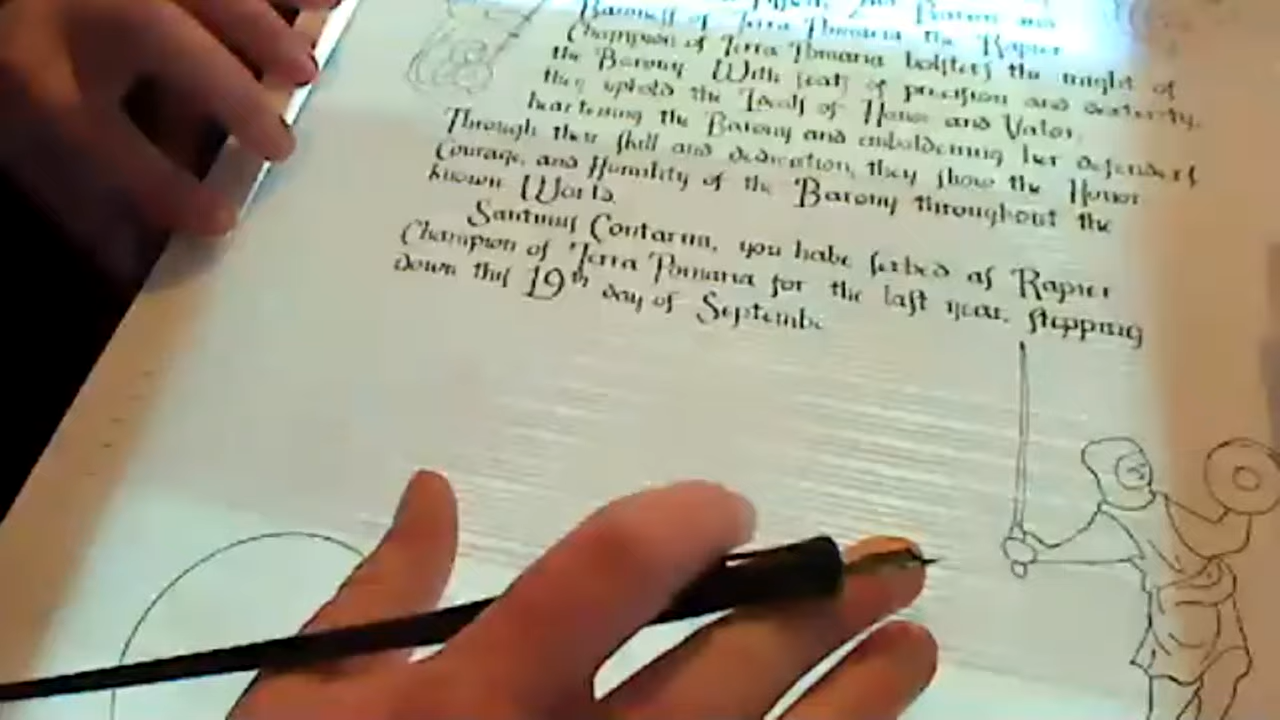 Baron and
Baroness of Terra Pomaria the Rapier
Champion of Terra Pomaria bolsters the might of
the Barony With feats of precision and dexterity,
they uphold the Ideals of Honor and Valor,
heartening the Barony and emboldening her defenders
Through their skill and dedication, they show the Honor
Courage, and Humility of the Barony throughout the
known World.
Contarini, you have served as Rapier
Champion of Terra Pomaria for the last year, stepping
down this 19th day of Septembe